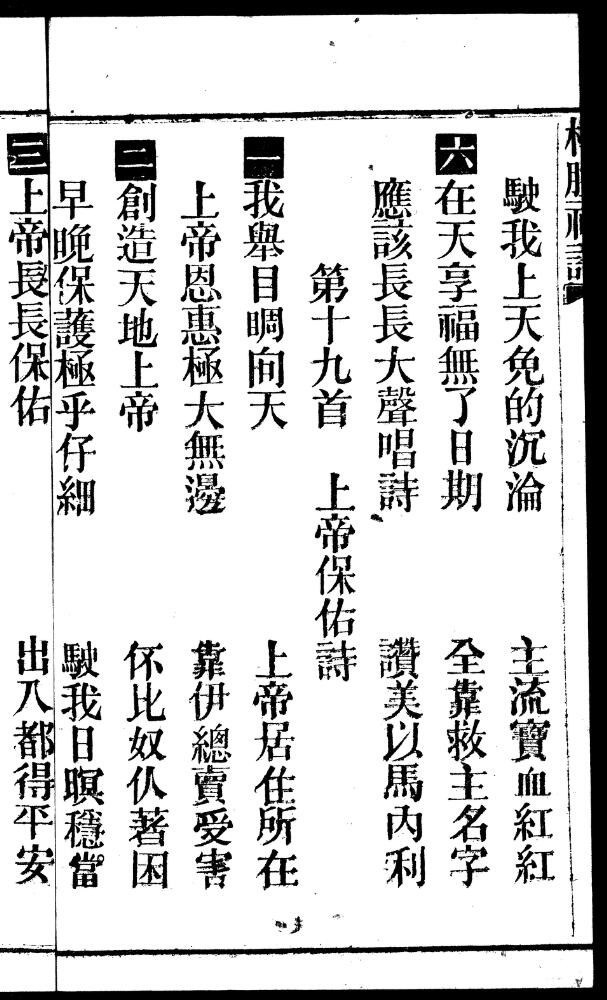 駛我上天免的沉淪　主流寶血紅紅
六 在天享福無了日期　全靠救主名字
應該長長大聲唱詩　讚美以馬內利
第十九首　上帝保佑詩
一 我舉目睭向天　上帝居住所在
上帝恩惠極大無邊　靠伊總賣受害
二 創造天地上帝　伓比奴仆著困
早晚保護極乎仔細　駛我日暝穩當
三 上帝長長保佑　出入都得平安